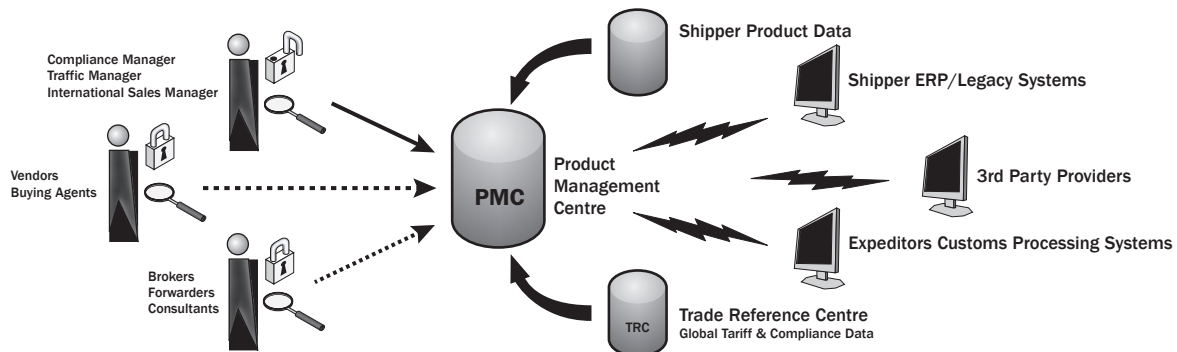 Compliance Manager
Traffic Manager
International Sales Manager
Vendors
Buying Agents
Brokers
Forwarders
Consultants
PMC
Product
Management
Centre
Shipper Product Data
TRC
Trade Reference Centre
Global Tariff & Compliance Data
Shipper ERP/Legacy Systems
3rd Party Providers
Expeditors Customs Processing Systems